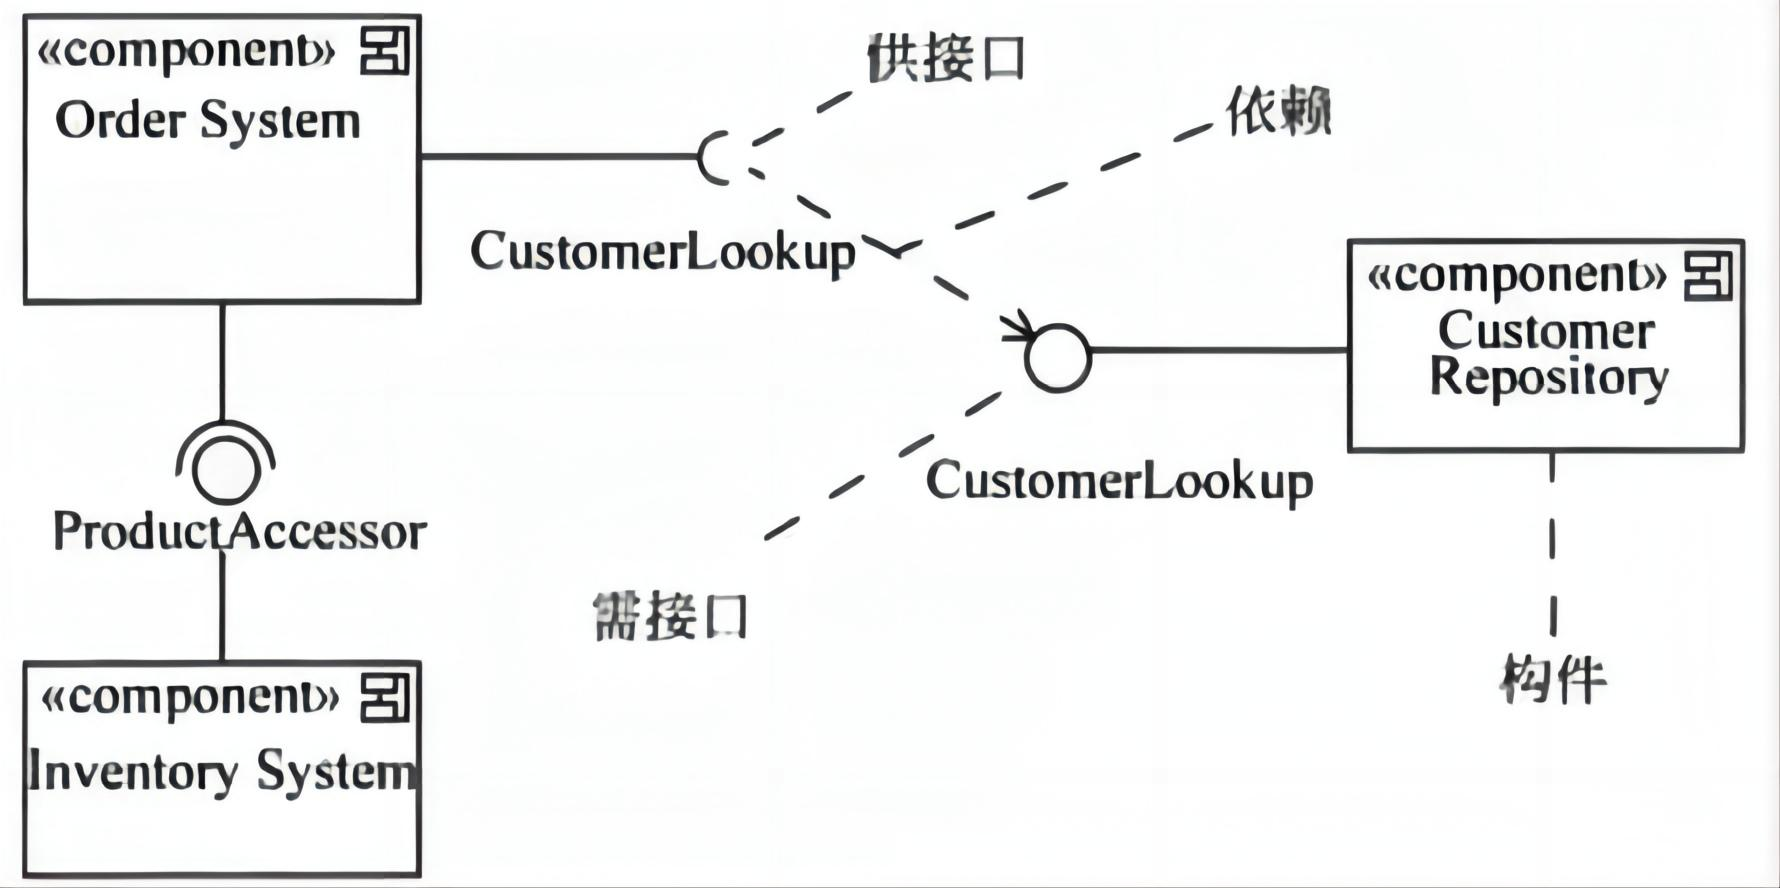 «component»
Order System
供接口
依赖
CustomerLookup
«component»
Customer
Repository
CustomerLookup
ProductAccessor
需接口
构件
«component»
Inventory System